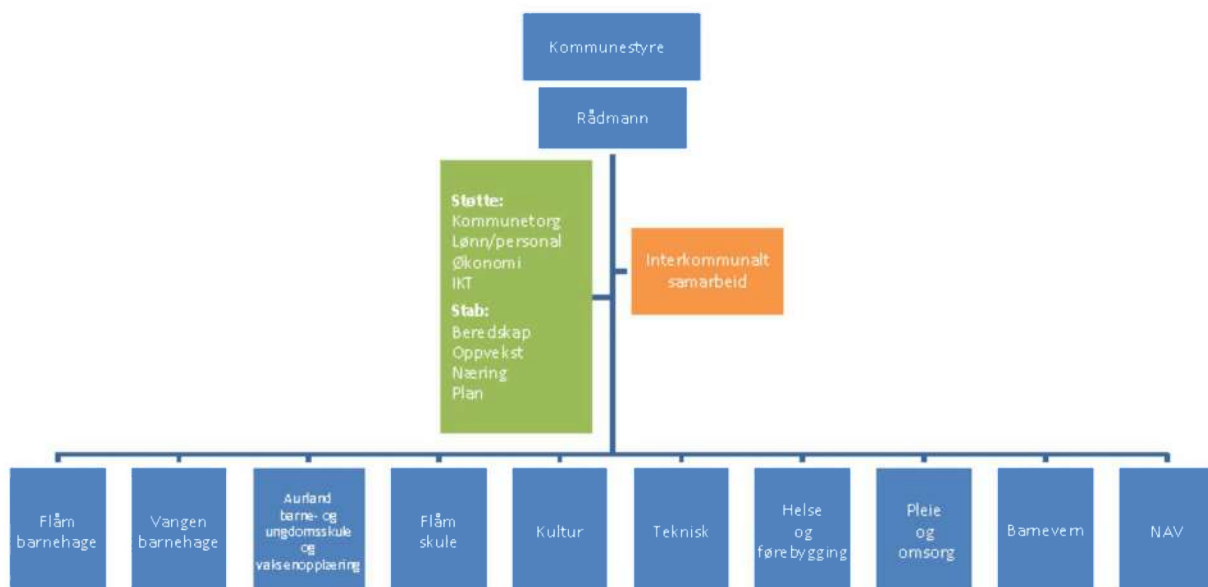 Kommunestyre
Rådmann
Støtte:
Kommunetorg
Lønn/personal
Økonomi
IKT
Stab:
Beredskap
Oppvekst
Næring
Plan
Interkommunalt
samarbeid
Flåm
barnehage
Vangen
barnehage
Aurland
barne- og
ungdomsskule
og
vaksenopplæring
Flåm
skule
Kultur
Teknisk
Helse
og
førebygging
Pleie
og
omsorg
Barnevern
NAV